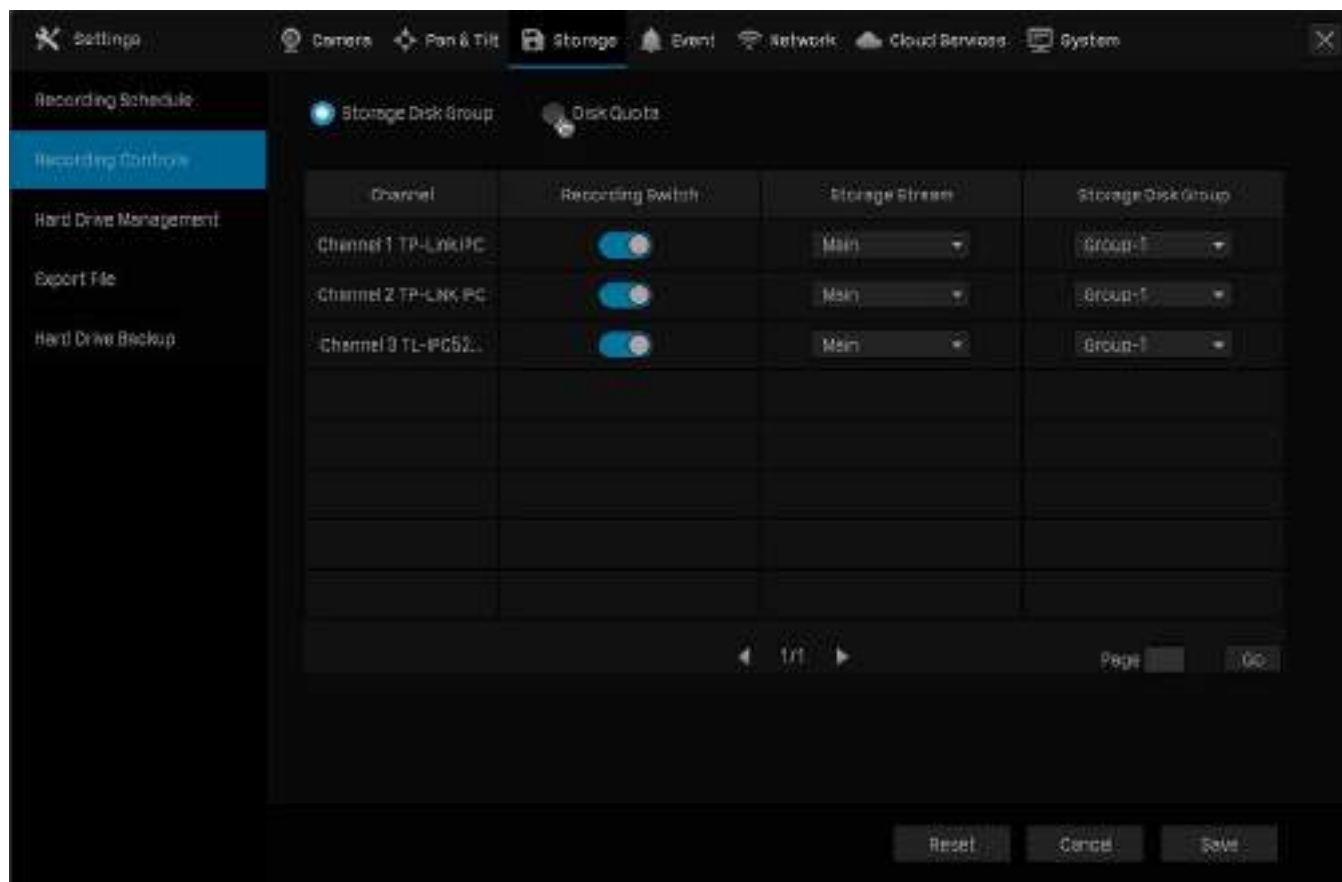 Settings Camera Pan & Tilt Storage Event Network Cloud Services System
Recording Schedule
Recording Controls
Hard Drive Management
Export File
Hard Drive Backup
Storage Disk Group Disk Quota
Channel Recording Switch Storage Stream Storage Disk Group
Channel 1 TP-Link IPC Main Group-1
Channel 2 TP-LINK IPC Main Group-1
Channel 3 TL-IPC52... Main Group-1
1/1 Page Go
Reset Cancel Save